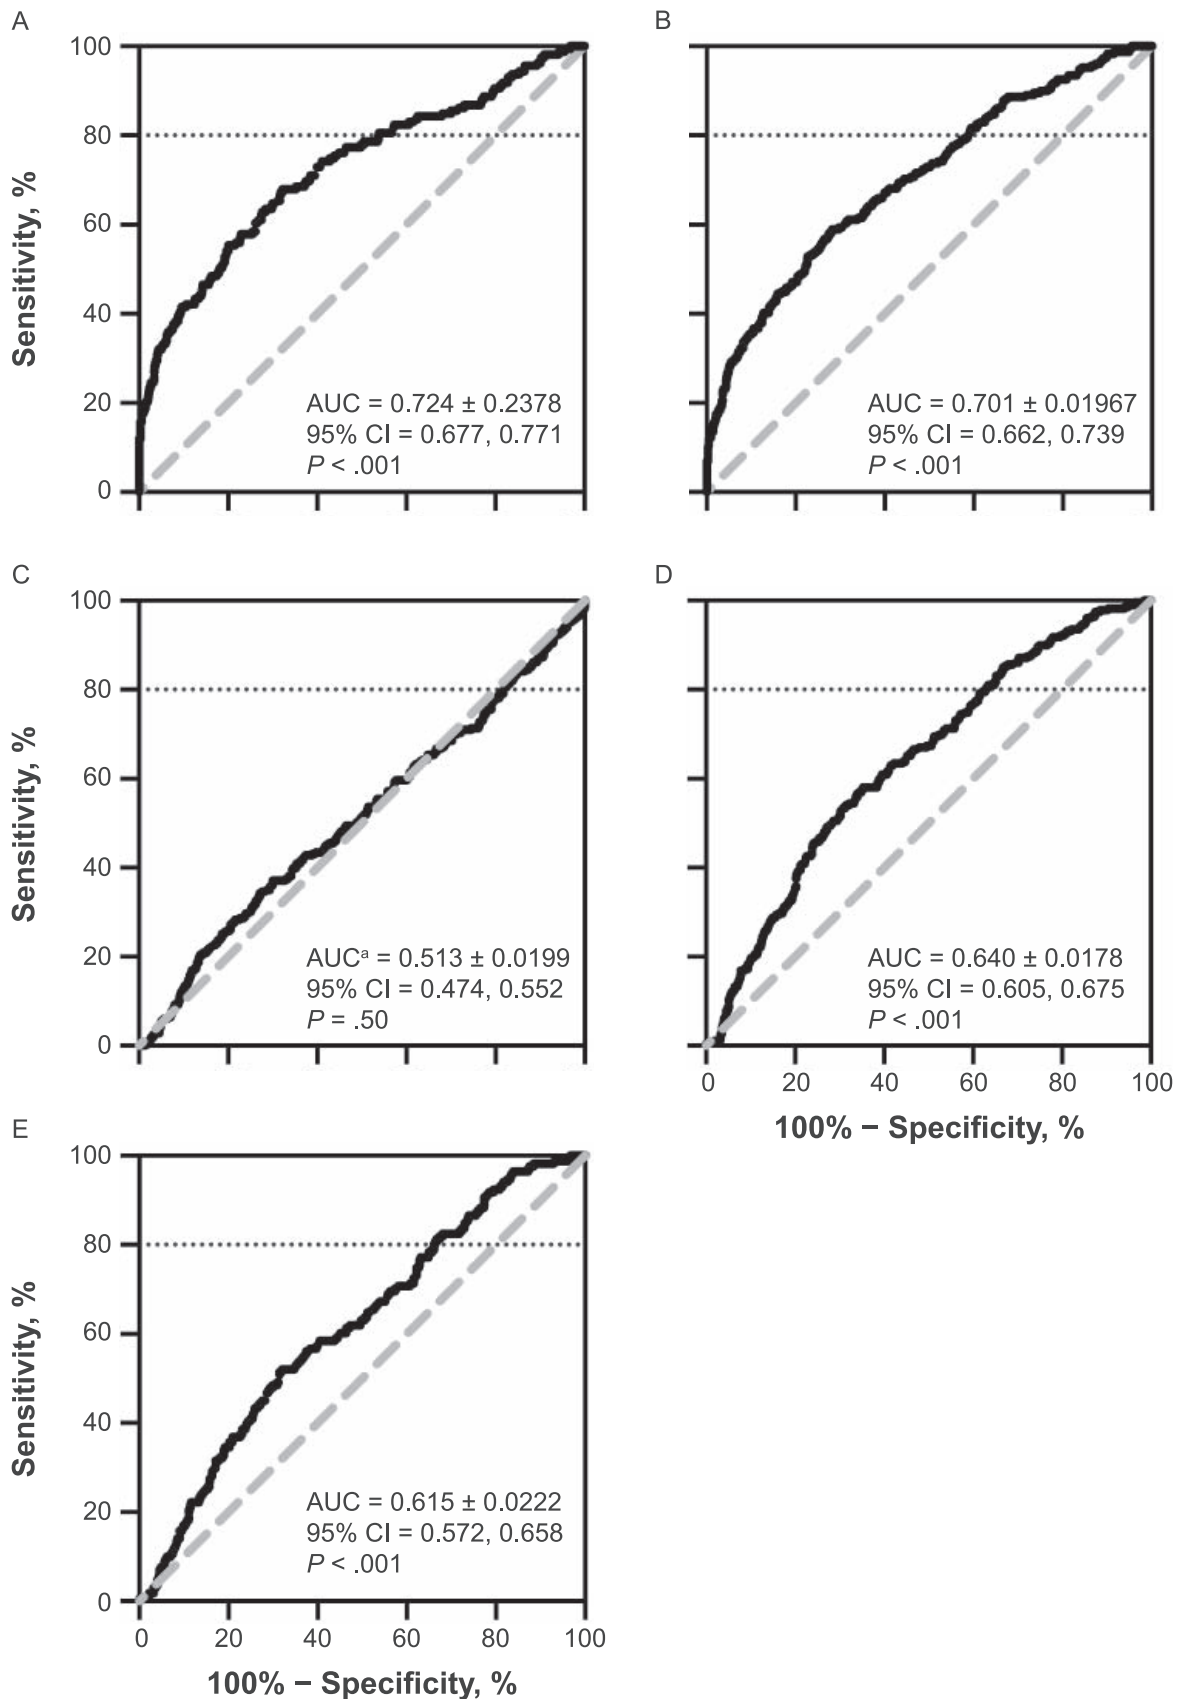 A
Sensitivity, %
100
80
60
40
20
0
AUC = 0.724 ± 0.2378
95% CI = 0.677, 0.771
P < .001
B
AUC = 0.701 ± 0.01967
95% CI = 0.662, 0.739
P < .001
C
Sensitivity, %
100
80
60
40
20
0
AUCᵃ = 0.513 ± 0.0199
95% CI = 0.474, 0.552
P = .50
D
AUC = 0.640 ± 0.0178
95% CI = 0.605, 0.675
P < .001
0 20 40 60 80 100
100% − Specificity, %
E
Sensitivity, %
100
80
60
40
20
0
AUC = 0.615 ± 0.0222
95% CI = 0.572, 0.658
P < .001
0 20 40 60 80 100
100% − Specificity, %